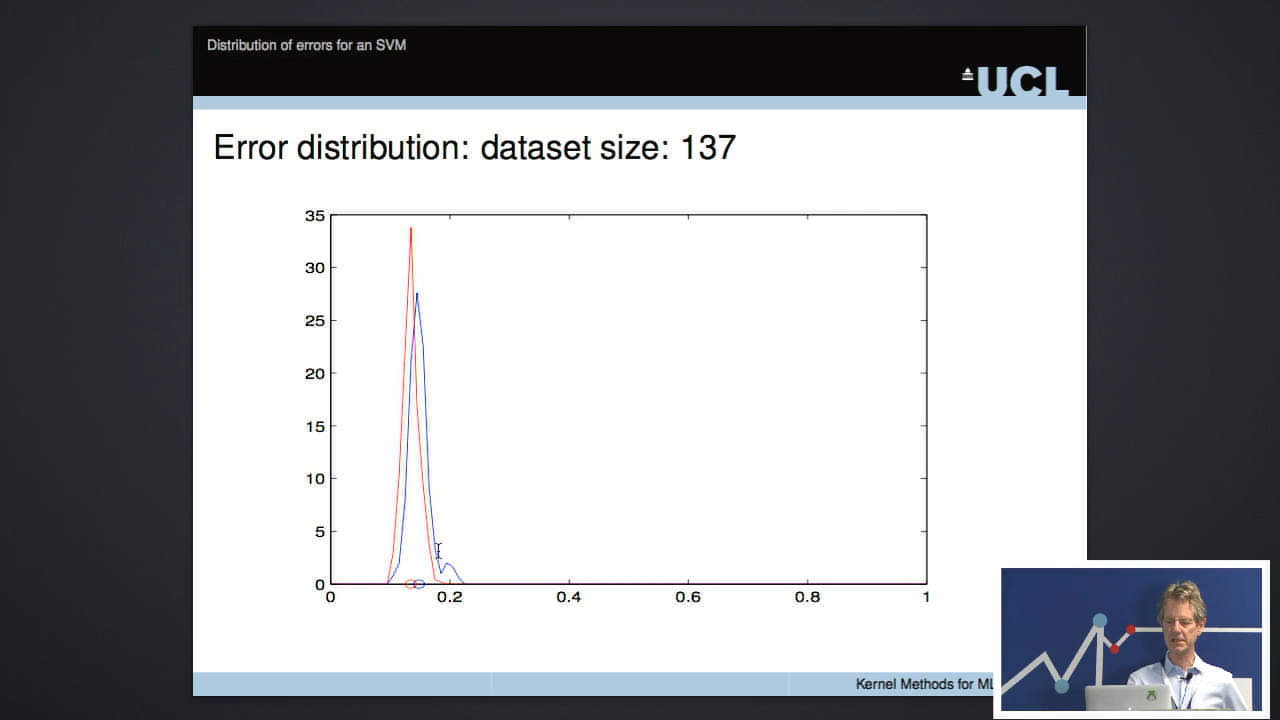 Distribution of errors for an SVM
UCL
Error distribution: dataset size: 137
35
30
25
20
15
10
5
0
0 0.2 0.4 0.6 0.8 1
Kernel Methods for ML